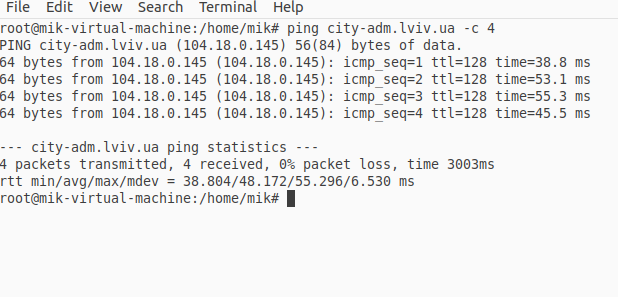 File Edit View Search Terminal Help
root@mik-virtual-machine:/home/mik# ping city-adm.lviv.ua -c 4
PING city-adm.lviv.ua (104.18.0.145) 56(84) bytes of data.
64 bytes from 104.18.0.145 (104.18.0.145): icmp_seq=1 ttl=128 time=38.8 ms
64 bytes from 104.18.0.145 (104.18.0.145): icmp_seq=2 ttl=128 time=53.1 ms
64 bytes from 104.18.0.145 (104.18.0.145): icmp_seq=3 ttl=128 time=55.3 ms
64 bytes from 104.18.0.145 (104.18.0.145): icmp_seq=4 ttl=128 time=45.5 ms

--- city-adm.lviv.ua ping statistics ---
4 packets transmitted, 4 received, 0% packet loss, time 3003ms
rtt min/avg/max/mdev = 38.804/48.172/55.296/6.530 ms
root@mik-virtual-machine:/home/mik#